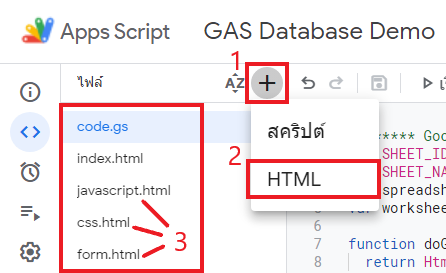 Apps Script
GAS Database Demo
1
ไฟล์
AZ
code.gs
index.html
javascript.html
css.html
form.html
3
สคริปต์
2
HTML
******* Goo
SHEET_ID
SHEET_NA
spreadsh
var workshee
7
function doG
8
return Htm